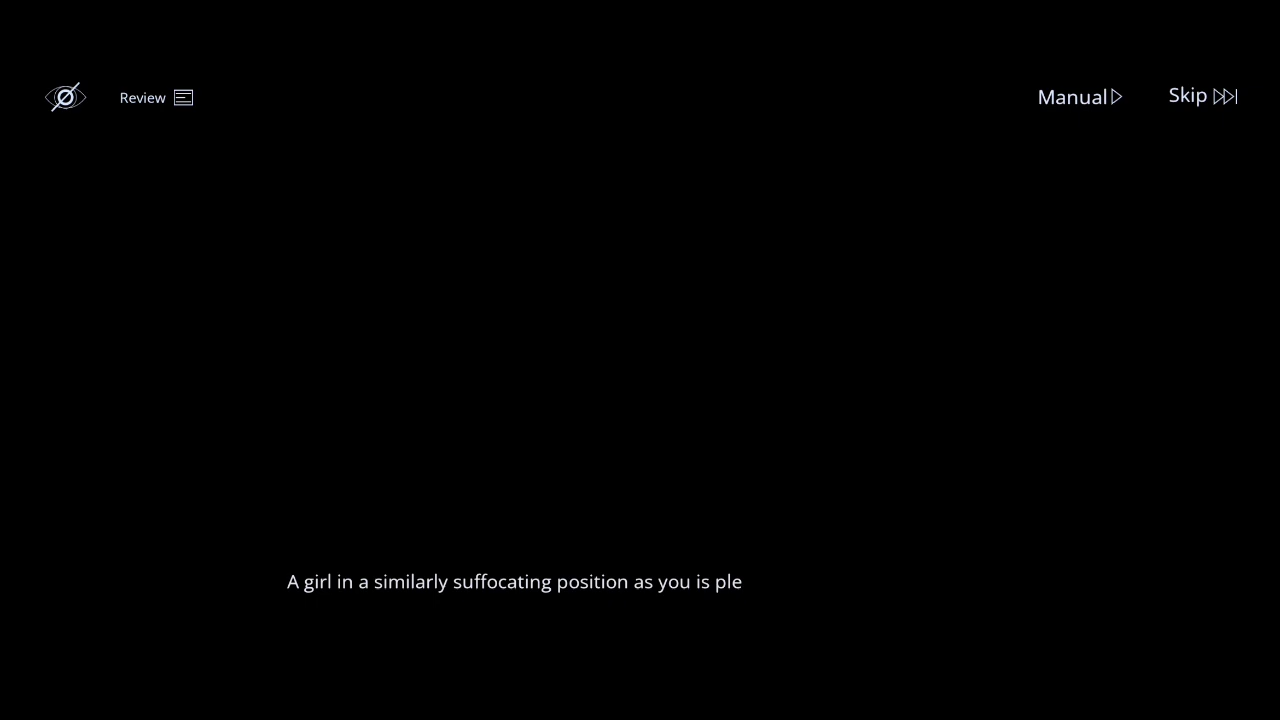 Review
Manual
Skip
A girl in a similarly suffocating position as you is ple